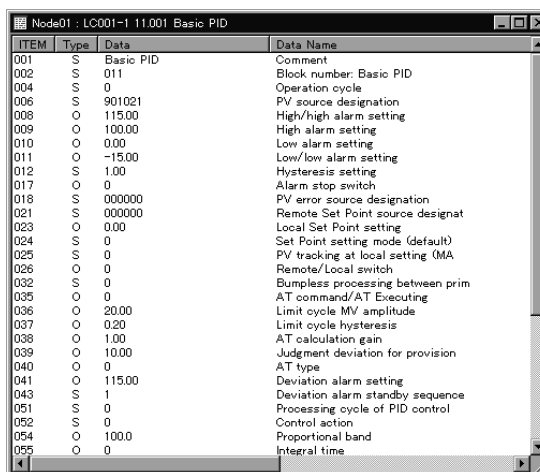 Node01 : LC001-1 11.001 Basic PID
ITEM Type Data Data Name
001 S Basic PID Comment
002 S 011 Block number: Basic PID
004 S 0 Operation cycle
006 S 901021 PV source designation
008 O 115.00 High/high alarm setting
009 O 100.00 High alarm setting
010 O 0.00 Low alarm setting
011 O -15.00 Low/low alarm setting
012 S 1.00 Hysteresis setting
017 O 0 Alarm stop switch
018 S 000000 PV error source designation
021 S 000000 Remote Set Point source designat
023 O 0.00 Local Set Point setting
024 S 0 Set Point setting mode (default)
025 S 0 PV tracking at local setting (MA
026 O 0 Remote/Local switch
032 S 0 Bumpless processing between prim
035 O 0 AT command/AT Executing
036 O 20.00 Limit cycle MV amplitude
037 O 0.20 Limit cycle hysteresis
038 O 1.00 AT calculation gain
039 O 10.00 Judgment deviation for provision
040 O 0 AT type
041 O 115.00 Deviation alarm setting
043 S 1 Deviation alarm standby sequence
051 S 0 Processing cycle of PID control
052 S 0 Control action
054 O 100.0 Proportional band
055 O 0 Integral time